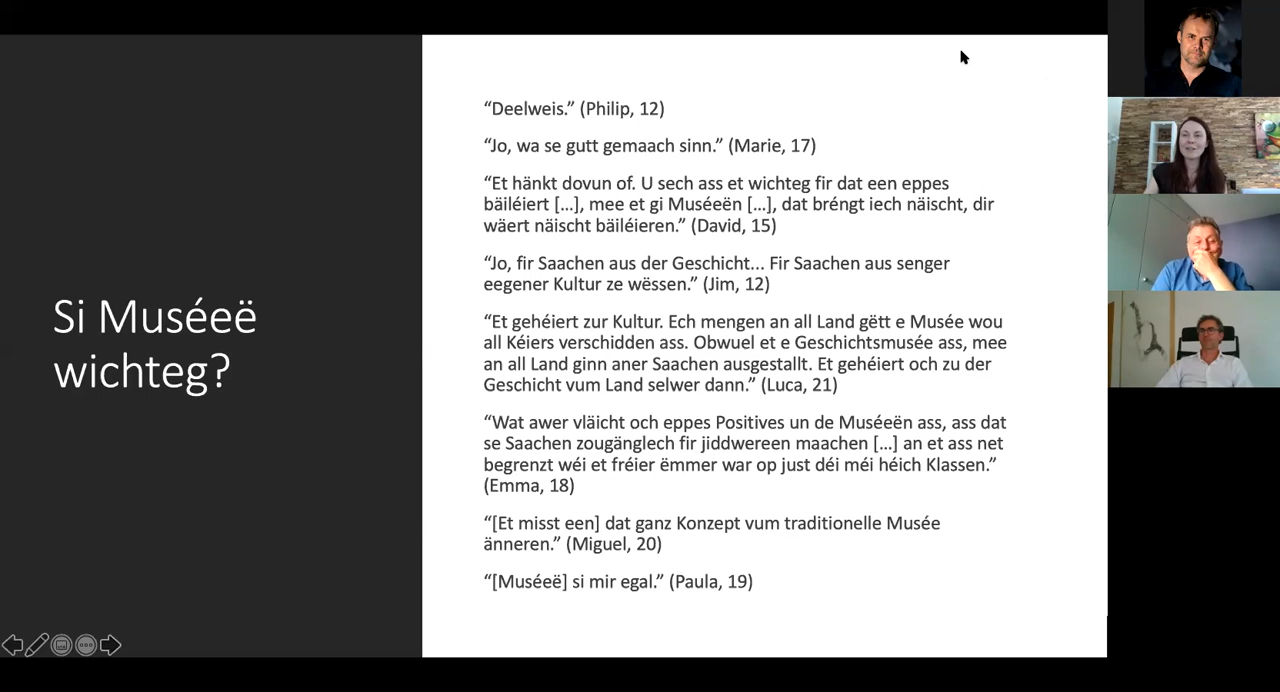 Si Muséeë
wichteg?
“Deelweis.” (Philip, 12)
“Jo, wa se gutt gemaach sinn.” (Marie, 17)
“Et hänkt dovun of. U sech ass et wichteg fir dat een eppes
bäiléiert [...], mee et gi Muséeën [...], dat bréngt iech näischt, dir
wäert näischt bäiléieren.” (David, 15)
“Jo, fir Saachen aus der Geschicht... Fir Saachen aus senger
eegener Kultur ze wëssen.” (Jim, 12)
“Et gehéiert zur Kultur. Ech mengen an all Land gëtt e Musée wou
all Kéiers verschidden ass. Obwuel et e Geschichtsmusée ass, mee
an all Land ginn aner Saachen ausgestallt. Et gehéiert och zu der
Geschicht vum Land selwer dann.” (Luca, 21)
“Wat awer vläicht och eppes Positives un de Muséeën ass, ass dat
se Saachen zougänglech fir jiddwereen maachen [...] an et ass net
begrenzt wéi et fréier ëmmer war op just déi méi héich Klassen.”
(Emma, 18)
“[Et misst een] dat ganz Konzept vum traditionelle Musée
änneren.” (Miguel, 20)
“[Muséeë] si mir egal.” (Paula, 19)